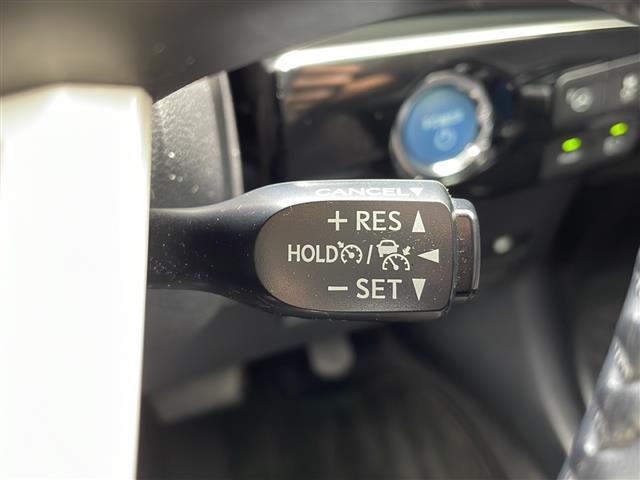 CANCEL▼
+ RES ▲
HOLD / ◀
− SET ▼